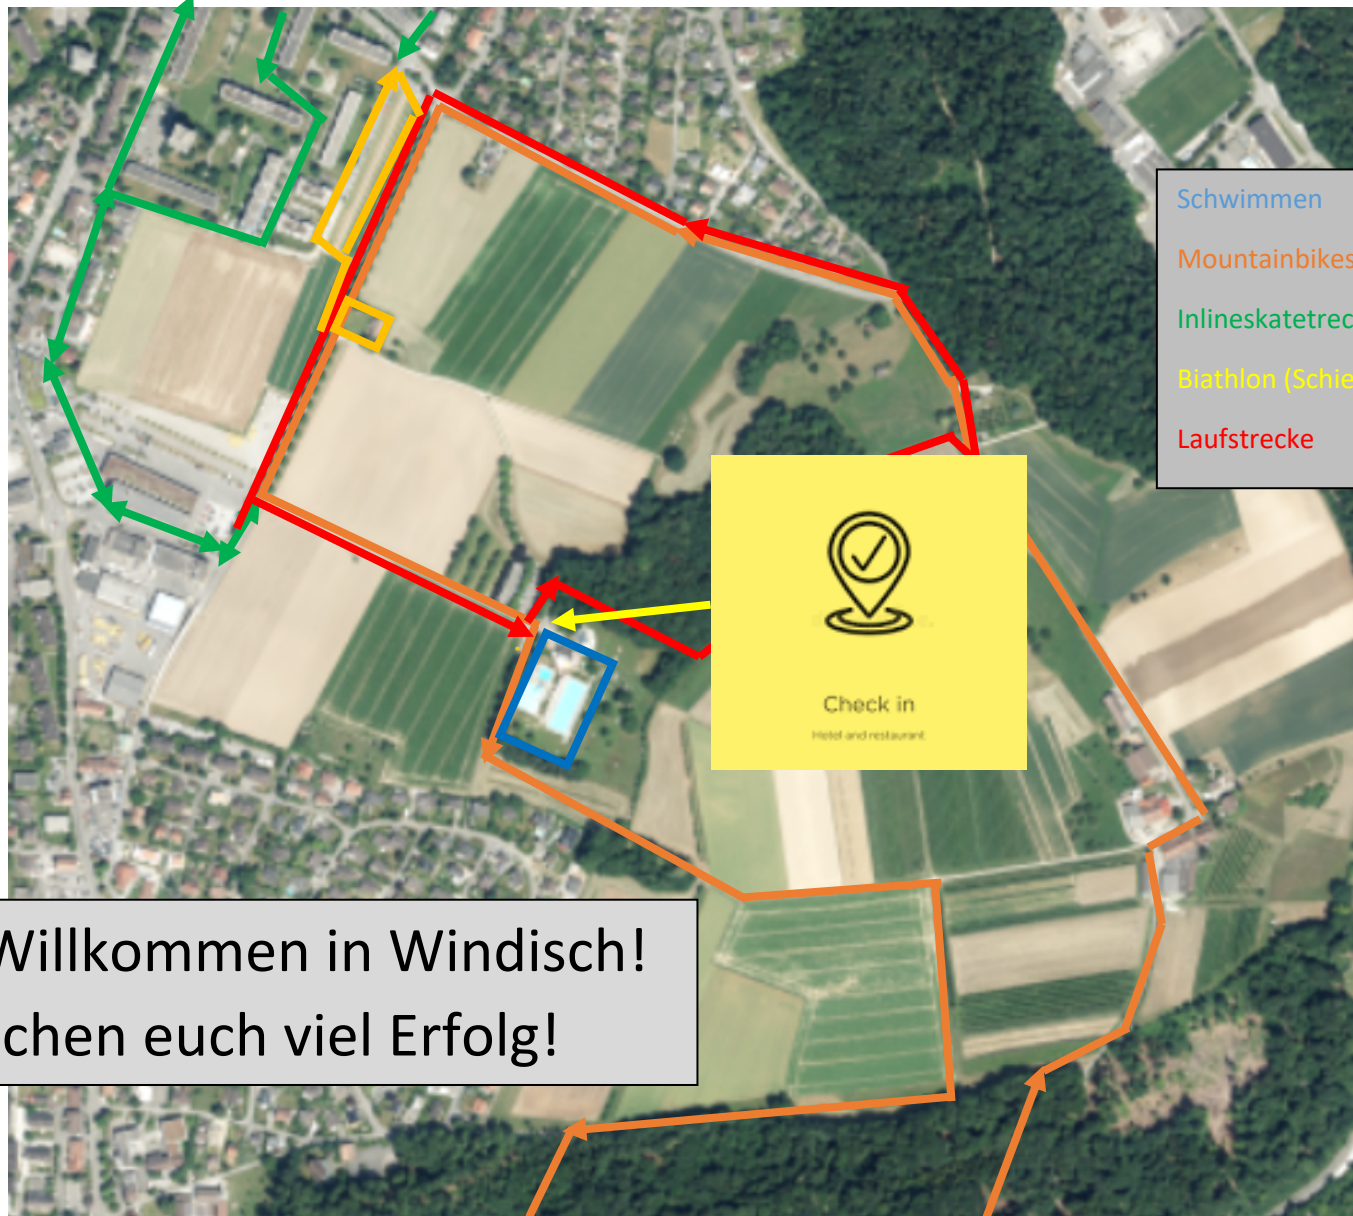 Schwimmen
Mountainbikes
Inlineskatetrec
Biathlon (Schie
Laufstrecke
Check in
Hotel and restaurant
Willkommen in Windisch!
chen euch viel Erfolg!